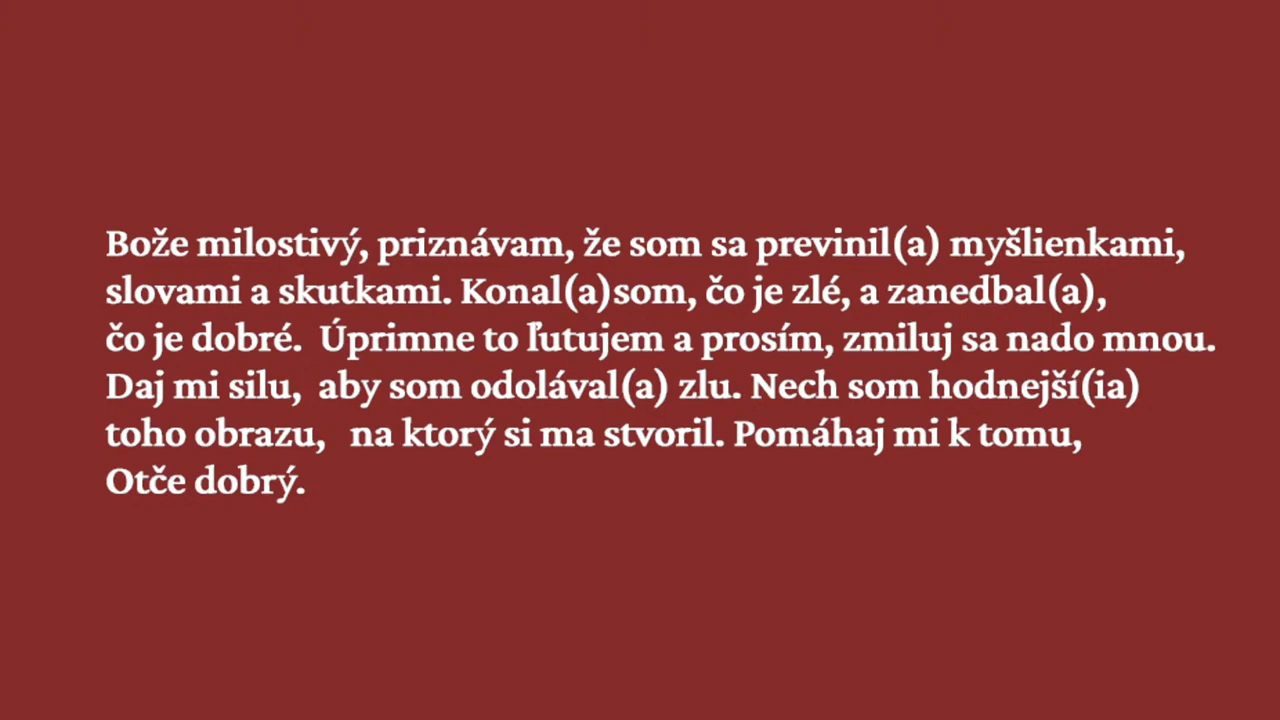 Bože milostivý, priznávam, že som sa previnil(a) myšlienkami,
slovami a skutkami. Konal(a)som, čo je zlé, a zanedbal(a),
čo je dobré.  Úprimne to ľutujem a prosím, zmiluj sa nado mnou.
Daj mi silu,  aby som odolával(a) zlu. Nech som hodnejší(ia)
toho obrazu,   na ktorý si ma stvoril. Pomáhaj mi k tomu,
Otče dobrý.